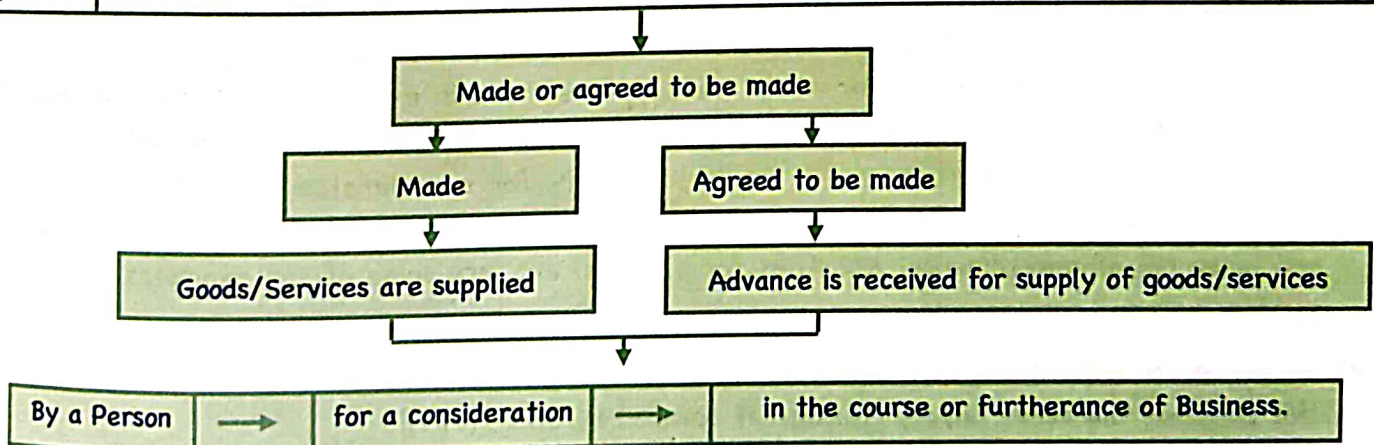 Made or agreed to be made
Made
Agreed to be made
Goods/Services are supplied
Advance is received for supply of goods/services
By a Person
for a consideration
in the course or furtherance of Business.